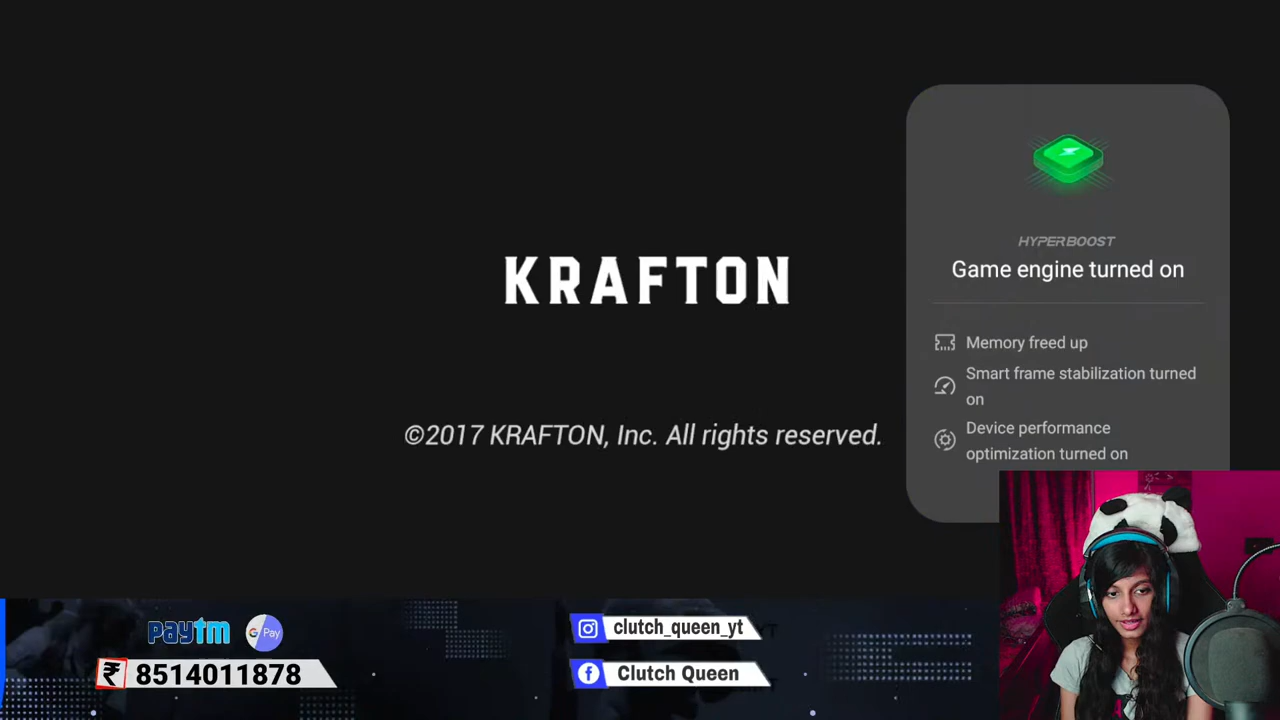 HYPERBOOST
Game engine turned on
KRAFTON
Memory freed up
Smart frame stabilization turned
on
©2017 KRAFTON, Inc. All rights reserved.
Device performance
optimization turned on
paytm
G Pay
₹ 8514011878
clutch_queen_yt
Clutch Queen